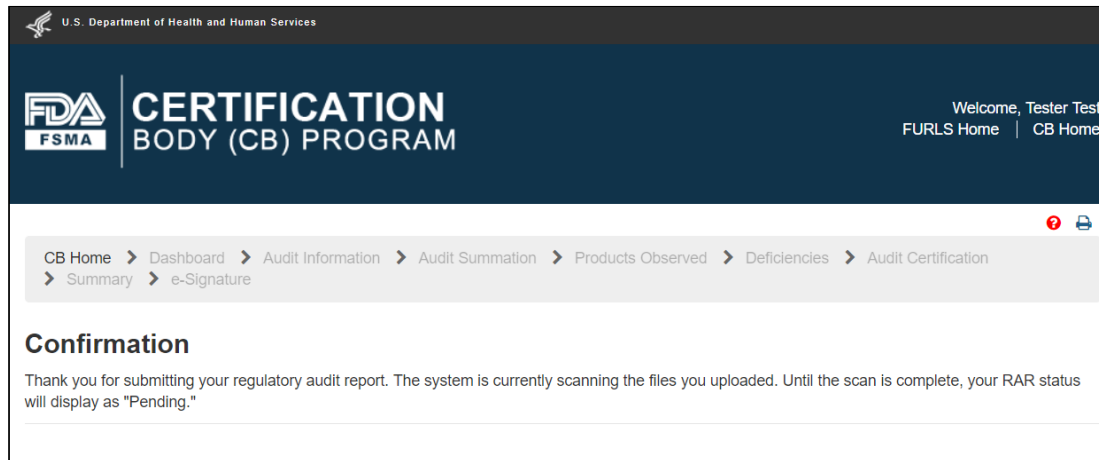 U.S. Department of Health and Human Services
FDA
FSMA
CERTIFICATION
BODY (CB) PROGRAM
Welcome, Tester Test
FURLS Home | CB Home
CB Home > Dashboard > Audit Information > Audit Summation > Products Observed > Deficiencies > Audit Certification
> Summary > e-Signature
Confirmation
Thank you for submitting your regulatory audit report. The system is currently scanning the files you uploaded. Until the scan is complete, your RAR status
will display as "Pending."